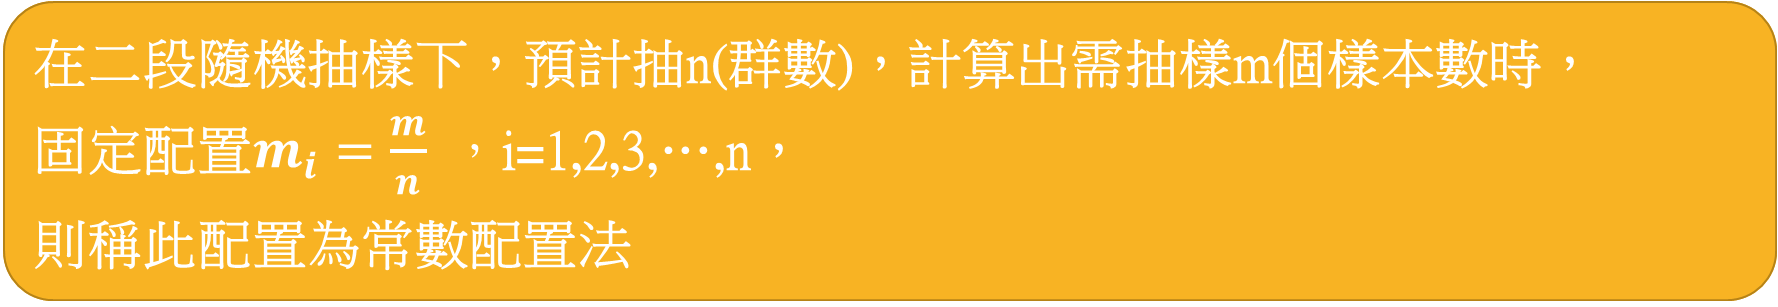 在二段隨機抽樣下，預計抽n(群數)，計算出需抽樣m個樣本數時，
固定配置$m_i = \frac{m}{n}$ ，i=1,2,3,⋯,n，
則稱此配置為常數配置法